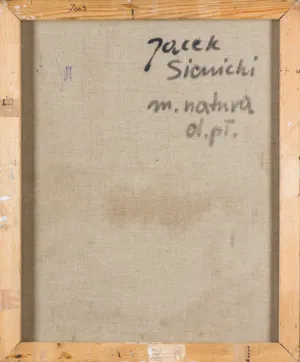 Jacek
Sienicki
m. natura
ol. pł.